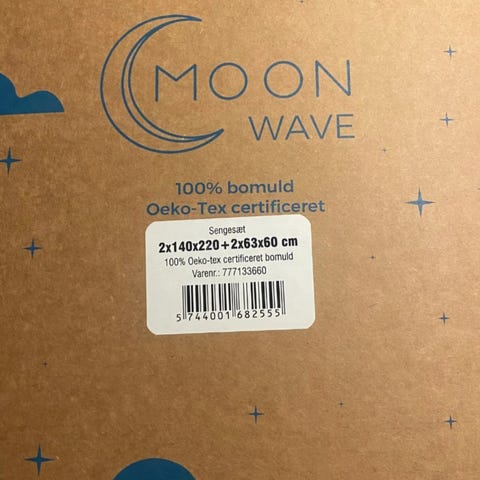 MOON
WAVE
100% bomuld
Oeko-Tex certificeret
Sengesæt
2x140x220+2x63x60 cm
100% Oeko-tex certificeret bomuld
Varenr.: 777133660
5 744001 682555